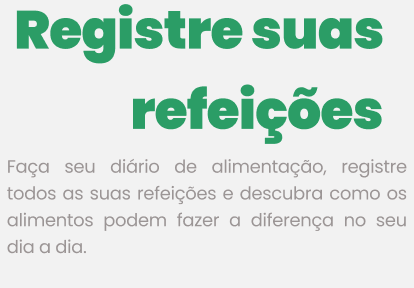 Registre suas
refeições
Faça seu diário de alimentação, registre
todos as suas refeições e descubra como os
alimentos podem fazer a diferença no seu
dia a dia.